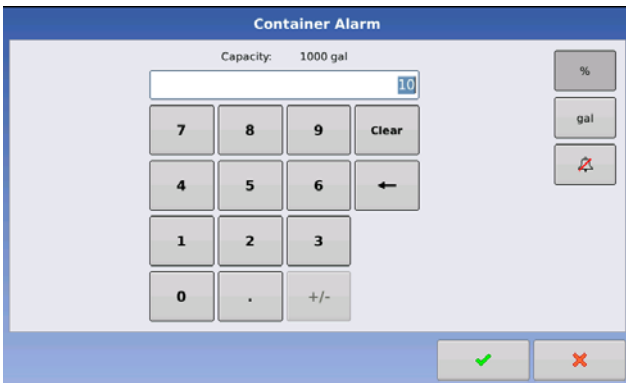 Container Alarm
Capacity: 1000 gal
10
%
gal
7 8 9 Clear
4 5 6 ←
1 2 3
0 . +/-